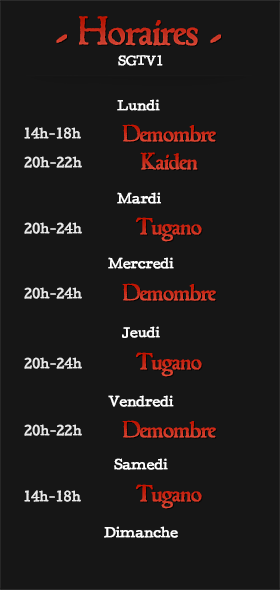 - Horaires -
SGTV1
Lundi
14h-18h Demombre
20h-22h Kaiden
Mardi
20h-24h Tugano
Mercredi
20h-24h Demombre
Jeudi
20h-24h Tugano
Vendredi
20h-22h Demombre
Samedi
14h-18h Tugano
Dimanche